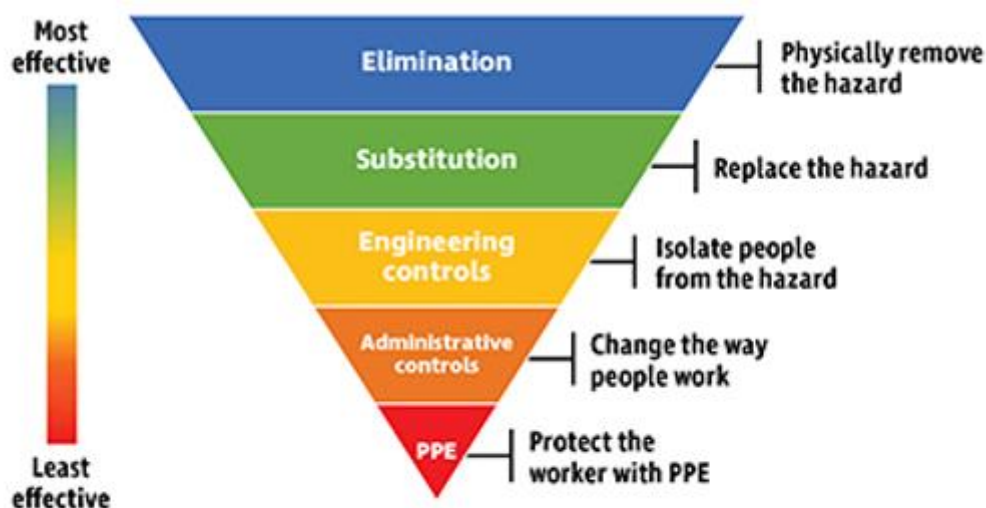 Most
effective
Elimination
Physically remove
the hazard
Substitution
Replace the hazard
Engineering
controls
Isolate people
from the hazard
Administrative
controls
Change the way
people work
PPE
Protect the
worker with PPE
Least
effective